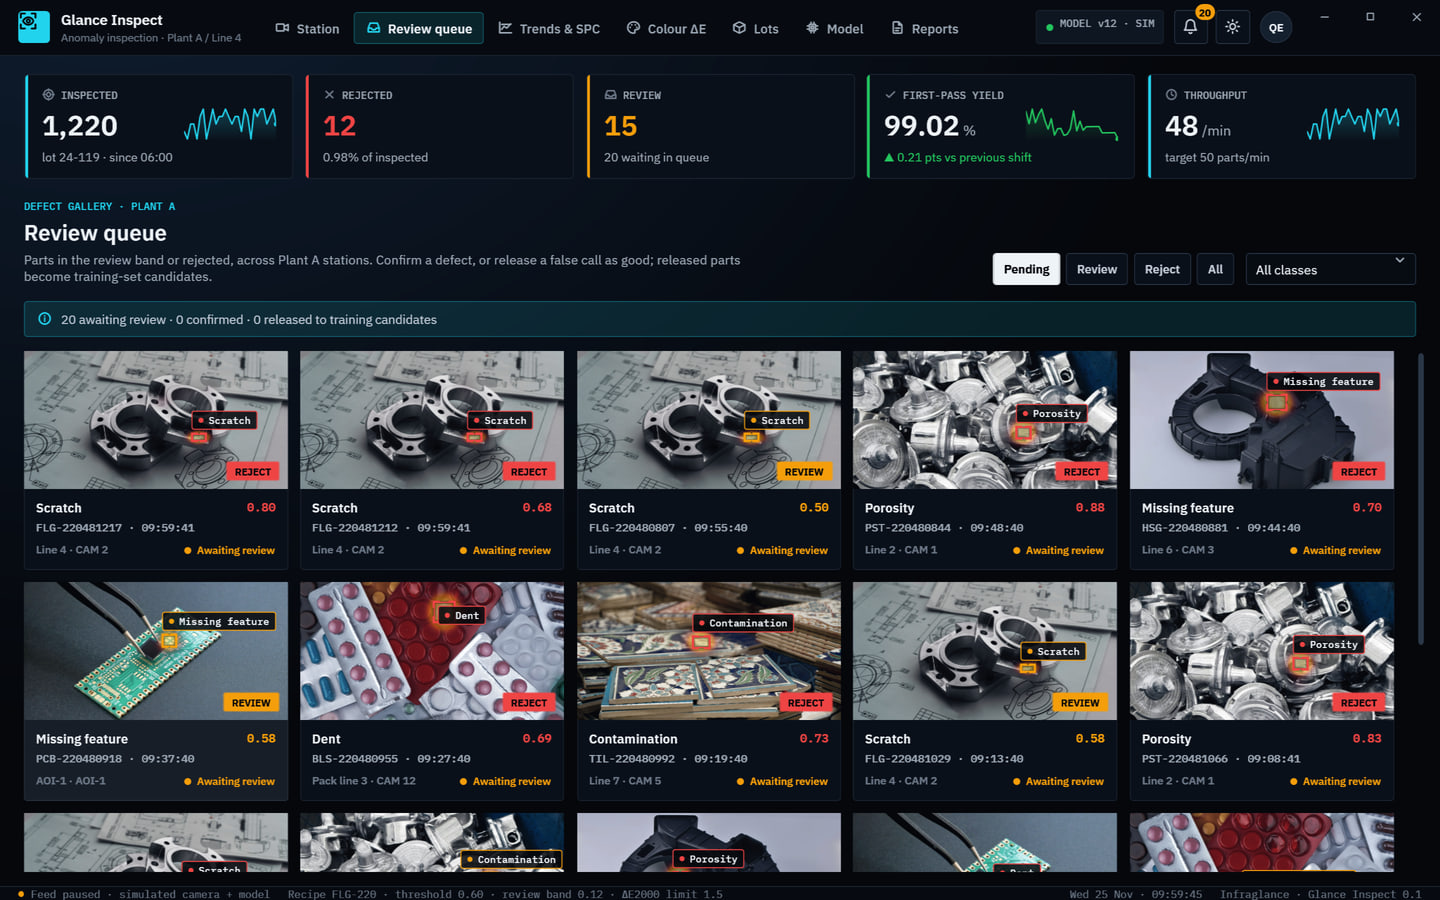 Glance Inspect
Anomaly inspection · Plant A / Line 4
Station
Review queue
Trends & SPC
Colour ΔE
Lots
Model
Reports
MODEL v12 · SIM
20
QE
INSPECTED
1,220
lot 24-119 · since 06:00
REJECTED
12
0.98% of inspected
REVIEW
15
20 waiting in queue
FIRST-PASS YIELD
99.02 %
▲ 0.21 pts vs previous shift
THROUGHPUT
48 /min
target 50 parts/min
DEFECT GALLERY · PLANT A
Review queue
Parts in the review band or rejected, across Plant A stations. Confirm a defect, or release a false call as good; released parts
become training-set candidates.
Pending
Review
Reject
All
All classes
20 awaiting review · 0 confirmed · 0 released to training candidates
Scratch
REJECT
Scratch 0.80
FLG-220481217 · 09:59:41
Line 4 · CAM 2 Awaiting review
Scratch
REJECT
Scratch 0.68
FLG-220481212 · 09:59:41
Line 4 · CAM 2 Awaiting review
Scratch
REVIEW
Scratch 0.50
FLG-220480807 · 09:55:40
Line 4 · CAM 2 Awaiting review
Porosity
REJECT
Porosity 0.88
PST-220480844 · 09:48:40
Line 2 · CAM 1 Awaiting review
Missing feature
REJECT
Missing feature 0.70
HSG-220480881 · 09:44:40
Line 6 · CAM 3 Awaiting review
Missing feature
REVIEW
Missing feature 0.58
PCB-220480918 · 09:37:40
AOI-1 · AOI-1 Awaiting review
Dent
REJECT
Dent 0.69
BLS-220480955 · 09:27:40
Pack line 3 · CAM 12 Awaiting review
Contamination
REJECT
Contamination 0.73
TIL-220480992 · 09:19:40
Line 7 · CAM 5 Awaiting review
Scratch
REVIEW
Scratch 0.58
FLG-220481029 · 09:13:40
Line 4 · CAM 2 Awaiting review
Porosity
REJECT
Porosity 0.83
PST-220481066 · 09:08:41
Line 2 · CAM 1 Awaiting review
Scratch
Contamination
Porosity
Dent
Feed paused · simulated camera + model
Recipe FLG-220 · threshold 0.60 · review band 0.12 · ΔE2000 limit 1.5
Wed 25 Nov · 09:59:45
Infraglance · Glance Inspect 0.1